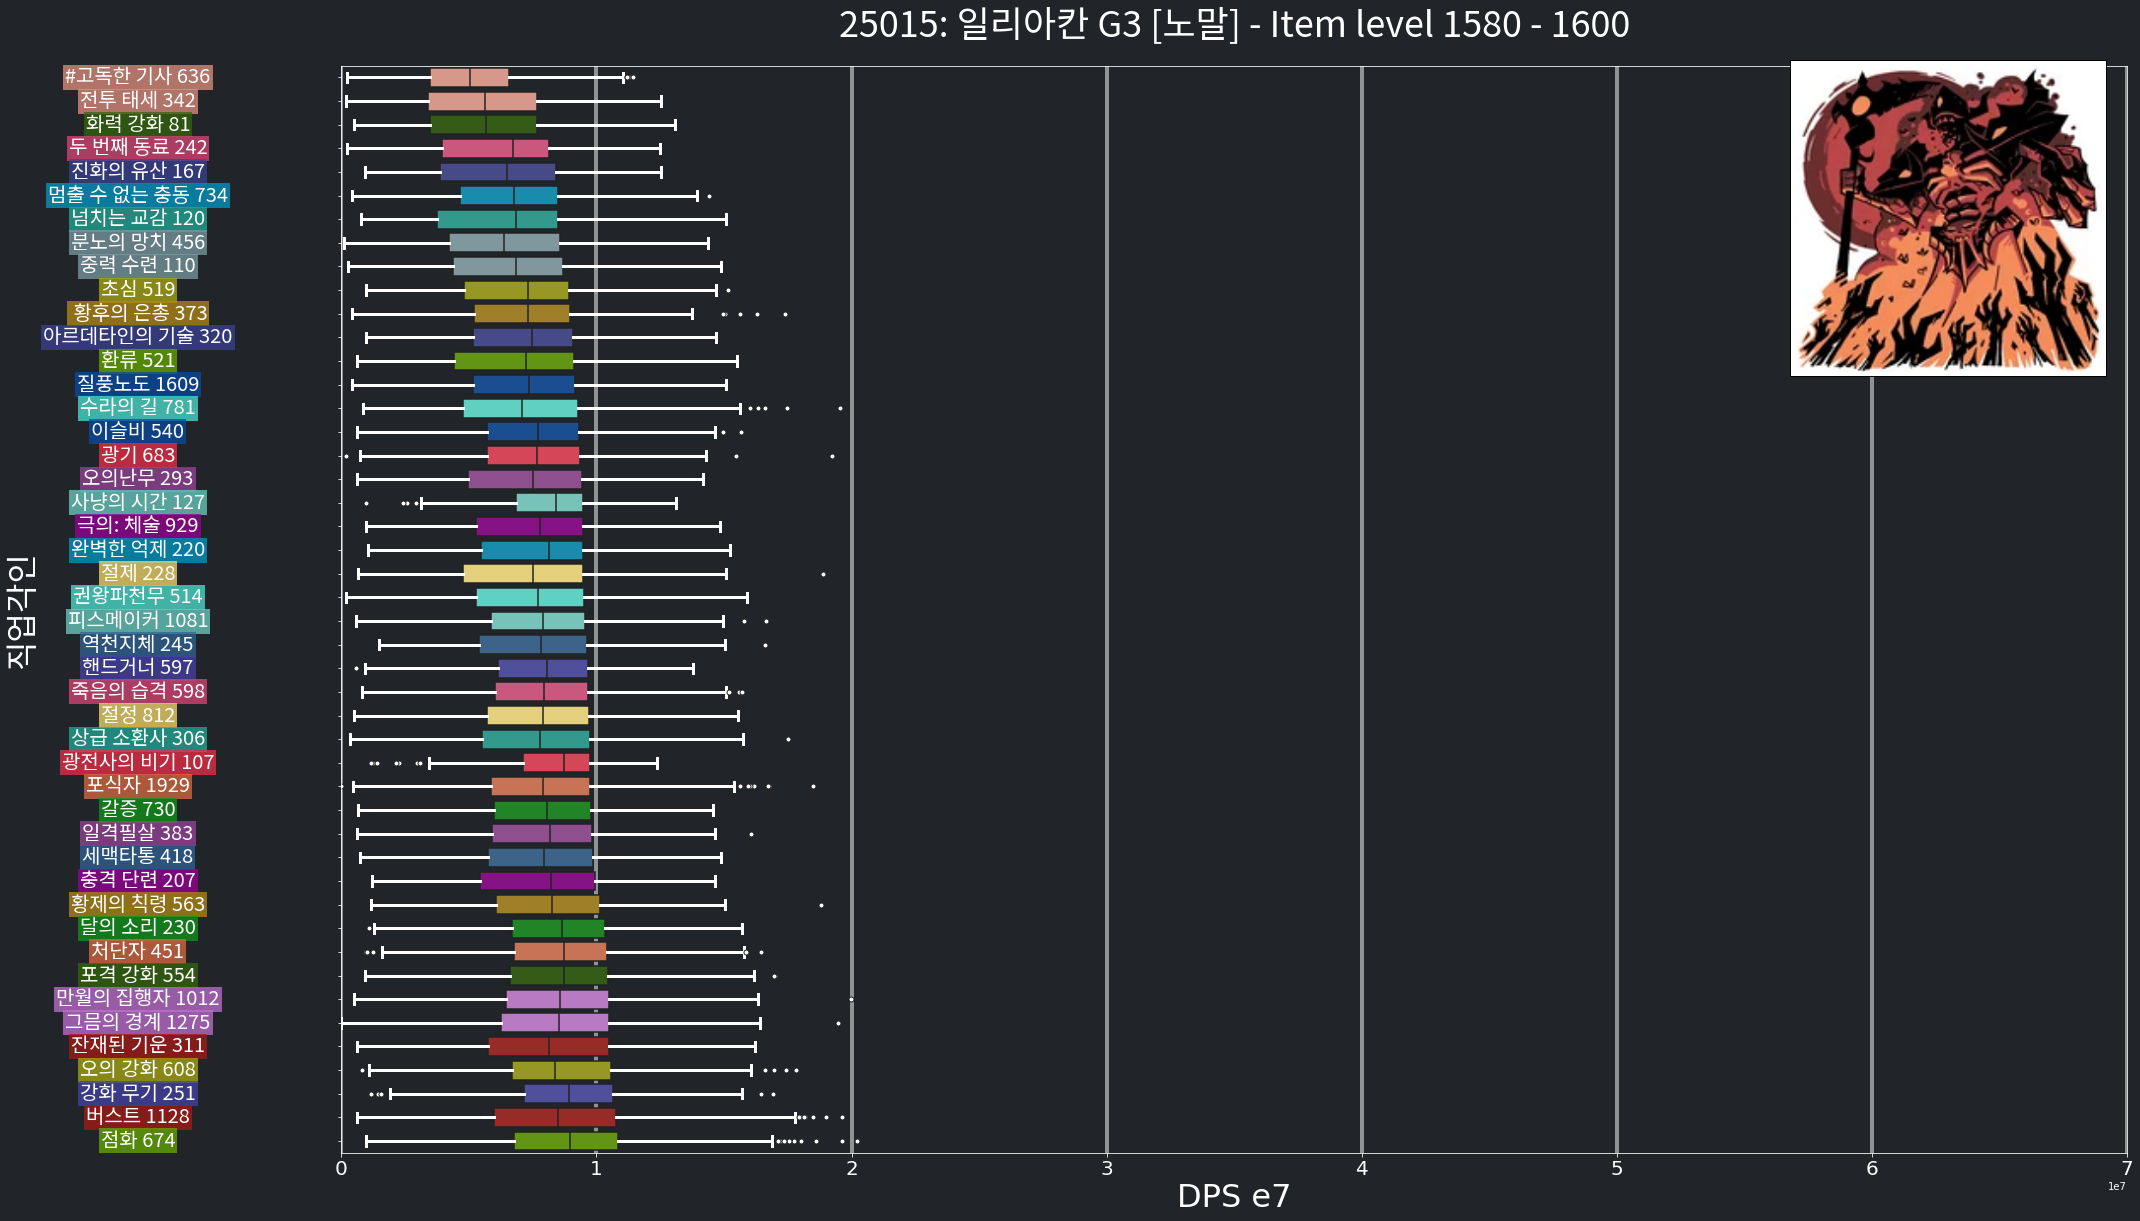 25015: 일리아칸 G3 [노말] - Item level 1580 - 1600
직업각인
#고독한 기사 636
전투 태세 342
화력 강화 81
두 번째 동료 242
진화의 유산 167
멈출 수 없는 충동 734
넘치는 교감 120
분노의 망치 456
중력 수련 110
초심 519
황후의 은총 373
아르데타인의 기술 320
환류 521
질풍노도 1609
수라의 길 781
이슬비 540
광기 683
오의난무 293
사냥의 시간 127
극의: 체술 929
완벽한 억제 220
절제 228
권왕파천무 514
피스메이커 1081
역천지체 245
핸드거너 597
죽음의 습격 598
절정 812
상급 소환사 306
광전사의 비기 107
포식자 1929
갈증 730
일격필살 383
세맥타통 418
충격 단련 207
황제의 칙령 563
달의 소리 230
처단자 451
포격 강화 554
만월의 집행자 1012
그믐의 경계 1275
잔재된 기운 311
오의 강화 608
강화 무기 251
버스트 1128
점화 674
0 1 2 3 4 5 6 7
1e7
DPS e7